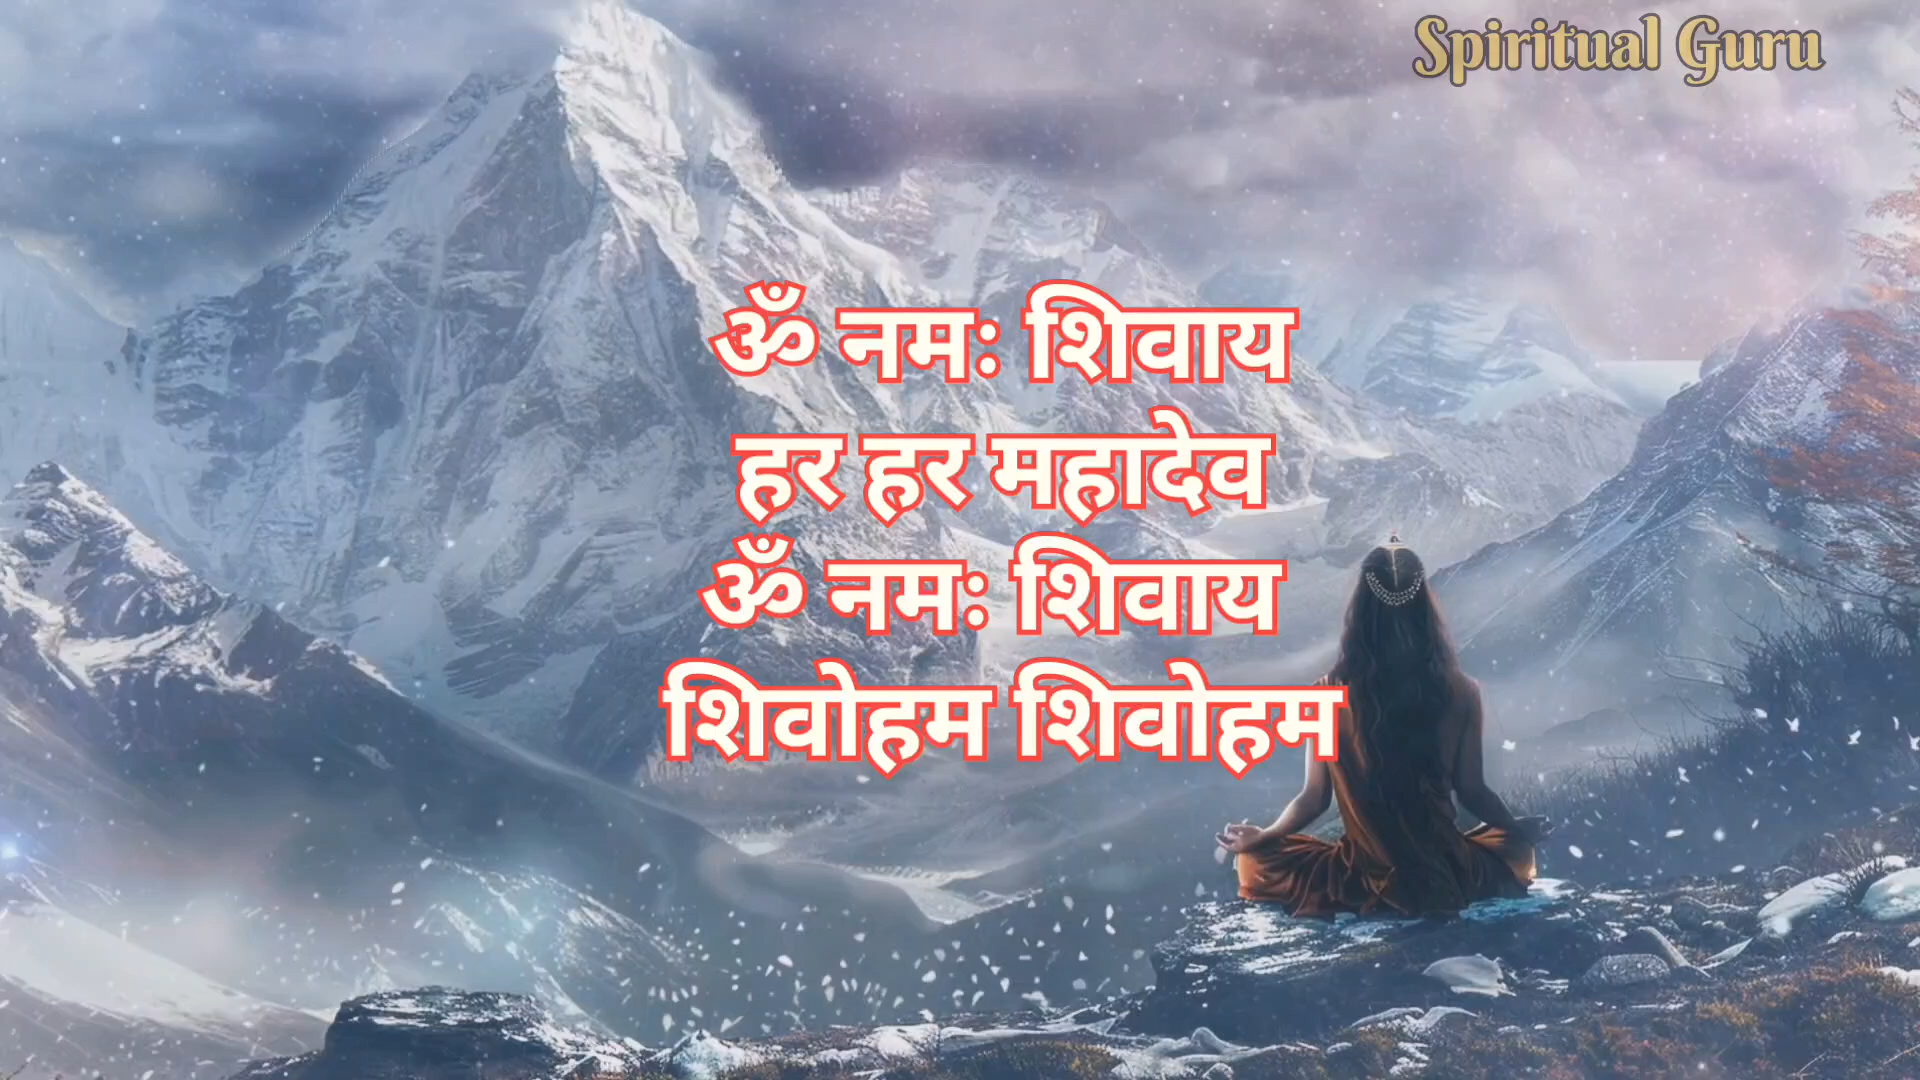 Spiritual Guru
ॐ नमः शिवाय
हर हर महादेव
ॐ नमः शिवाय
शिवोहम शिवोहम